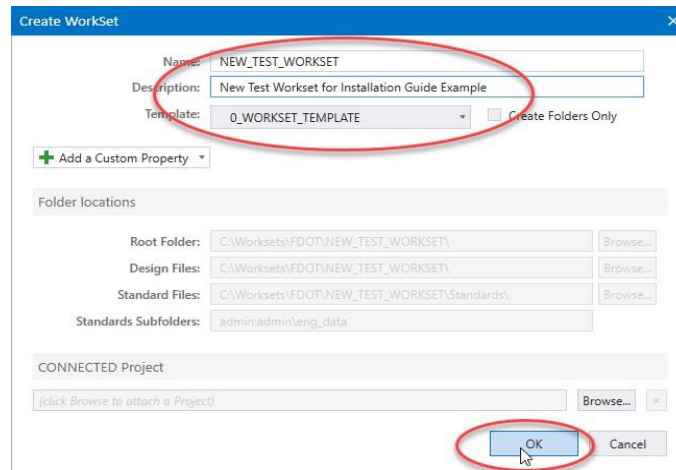 Create WorkSet
Name: NEW_TEST_WORKSET
Description: New Test Workset for Installation Guide Example
Template: 0_WORKSET_TEMPLATE Create Folders Only
Add a Custom Property
Folder locations
Root Folder: C:\Worksets\FDOT\NEW_TEST_WORKSET\ Browse...
Design Files: C:\Worksets\FDOT\NEW_TEST_WORKSET\ Browse...
Standard Files: C:\Worksets\FDOT\NEW_TEST_WORKSET\Standards\ Browse...
Standards Subfolders: admin;admin\eng_data
CONNECTED Project
(click Browse to attach a Project) Browse...
OK Cancel